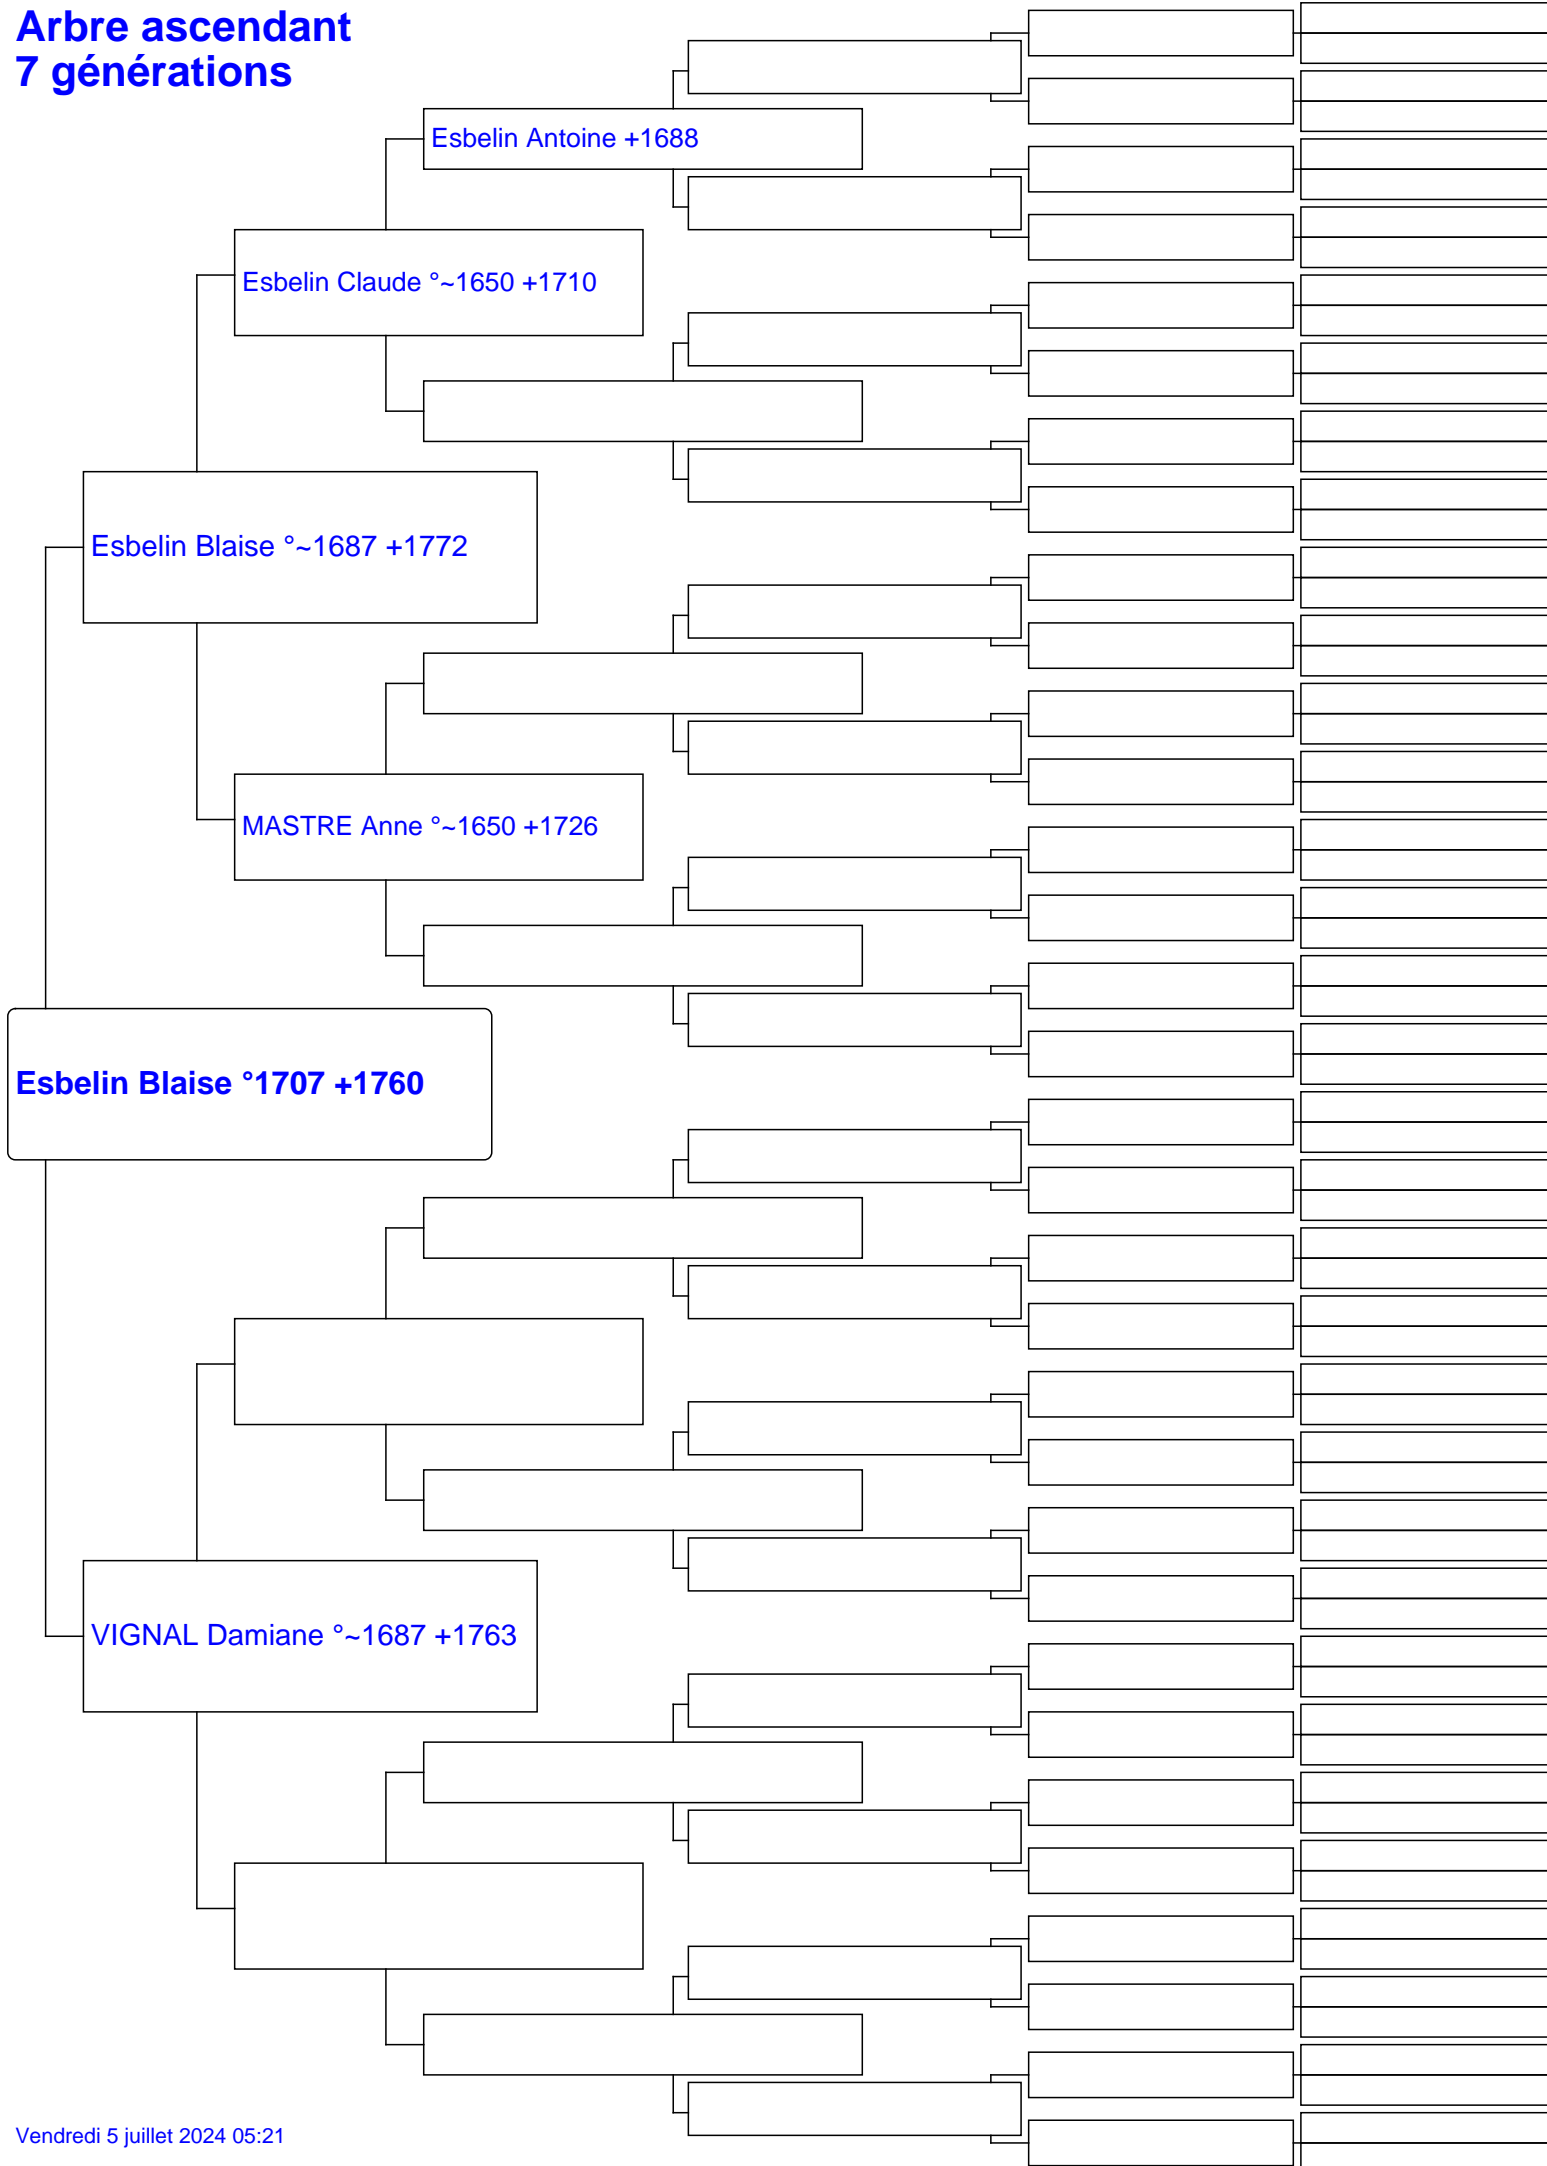 Arbre ascendant
7 générations
Esbelin Antoine +1688
Esbelin Claude °~1650 +1710
Esbelin Blaise °~1687 +1772
MASTRE Anne °~1650 +1726
Esbelin Blaise °1707 +1760
VIGNAL Damiane °~1687 +1763
Vendredi 5 juillet 2024 05:21